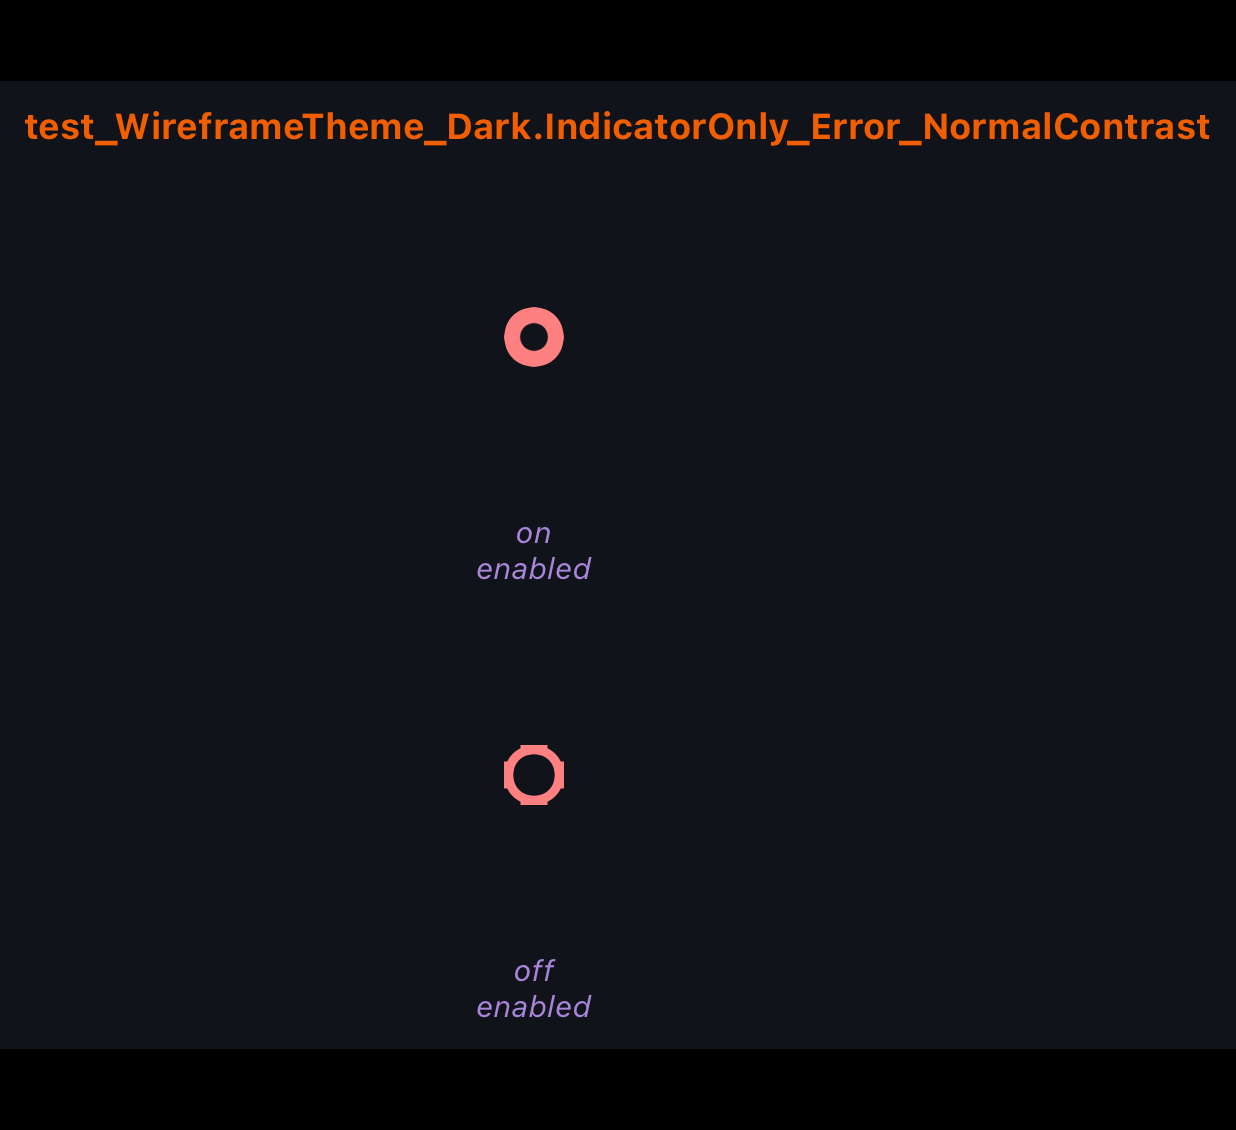 test_WireframeTheme_Dark.IndicatorOnly_Error_NormalContrast
on
enabled
off
enabled